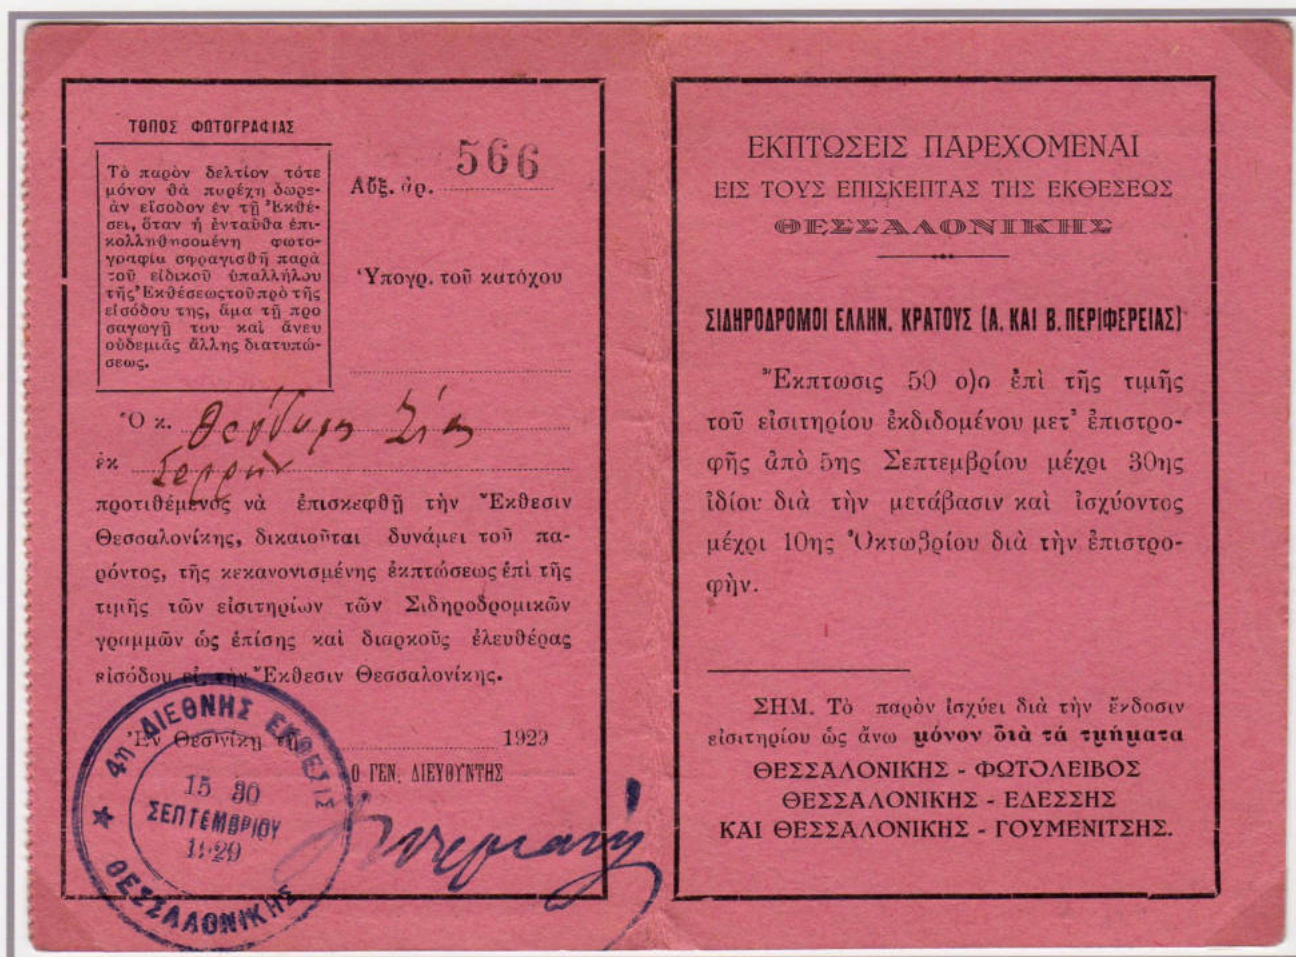 ΤΟΠΟΣ ΦΩΤΟΓΡΑΦΙΑΣ
Τὸ παρὸν δελτίον τότε
μόνον θὰ παρέχῃ δωρε-
ὰν εἴσοδον ἐν τῇ Ἐκθέ-
σει, ὅταν ἡ ἐνταῦθα ἐπι-
κολληθησομένη φωτο-
γραφία σφραγισθῇ παρὰ
τοῦ εἰδικοῦ ὑπαλλήλου
τῆς Ἐκθέσεως τοῦ πρὸ τῆς
εἰσόδου της, ἅμα τῇ προ
σαγωγῇ του καὶ ἄνευ
οὐδεμιᾶς ἄλλης διατυπώ-
σεως.
Αὔξ. ἀρ. 566
Ὑπογρ. τοῦ κατόχου
Ὁ κ.
ἐκ Σερρῶν
προτιθέμενος νὰ ἐπισκεφθῇ τὴν Ἔκθεσιν
Θεσσαλονίκης, δικαιοῦται δυνάμει τοῦ πα-
ρόντος, τῆς κεκανονισμένης ἐκπτώσεως ἐπὶ τῆς
τιμῆς τῶν εἰσιτηρίων τῶν Σιδηροδρομικῶν
γραμμῶν ὡς ἐπίσης καὶ διαρκοῦς ἐλευθέρας
εἰσόδου εἰ. τὴν Ἔκθεσιν Θεσσαλονίκης.
Ἐν Θεσ)νίκῃ τῇ 1929
Ο ΓΕΝ. ΔΙΕΥΘΥΝΤΗΣ
4η ΔΙΕΘΝΗΣ ΕΚΘΕΣΙΣ
15 30
ΣΕΠΤΕΜΒΡΙΟΥ
1929
ΘΕΣΣΑΛΟΝΙΚΗΣ
ΕΚΠΤΩΣΕΙΣ ΠΑΡΕΧΟΜΕΝΑΙ
ΕΙΣ ΤΟΥΣ ΕΠΙΣΚΕΠΤΑΣ ΤΗΣ ΕΚΘΕΣΕΩΣ
ΘΕΣΣΑΛΟΝΙΚΗΣ
ΣΙΔΗΡΟΔΡΟΜΟΙ ΕΛΛΗΝ. ΚΡΑΤΟΥΣ (Α. ΚΑΙ Β. ΠΕΡΙΦΕΡΕΙΑΣ)
Ἔκπτωσις 50 ο)ο ἐπὶ τῆς τιμῆς
τοῦ εἰσιτηρίου ἐκδιδομένου μετ' ἐπιστρο-
φῆς ἀπὸ 5ης Σεπτεμβρίου μέχρι 30ης
ἰδίου διὰ τὴν μετάβασιν καὶ ἰσχύοντος
μέχρι 10ης Ὀκτωβρίου διὰ τὴν ἐπιστρο-
φήν.
ΣΗΜ. Τὸ παρὸν ἰσχύει διὰ τὴν ἔκδοσιν
εἰσιτηρίου ὡς ἄνω μόνον διὰ τὰ τμήματα
ΘΕΣΣΑΛΟΝΙΚΗΣ - ΦΩΤΟΛΕΙΒΟΣ
ΘΕΣΣΑΛΟΝΙΚΗΣ - ΕΔΕΣΣΗΣ
ΚΑΙ ΘΕΣΣΑΛΟΝΙΚΗΣ - ΓΟΥΜΕΝΙΤΣΗΣ.